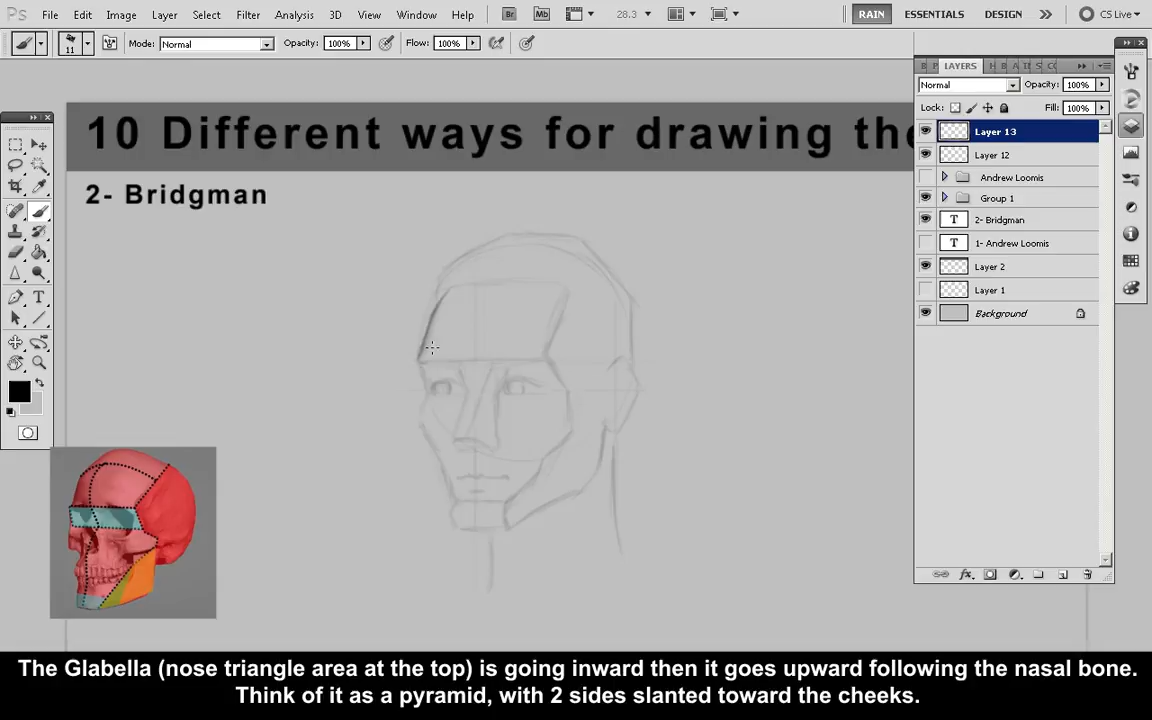 Ps File Edit Image Layer Select Filter Analysis 3D View Window Help Br Mb 28.3 RAIN ESSENTIALS DESIGN CS Live
11 Mode: Normal Opacity: 100% Flow: 100%
LAYERS
Normal Opacity: 100%
Lock: Fill: 100%
Layer 13
Layer 12
Andrew Loomis
Group 1
T 2- Bridgman
T 1- Andrew Loomis
Layer 2
Layer 1
Background
10 Different ways for drawing the
2- Bridgman
The Glabella (nose triangle area at the top) is going inward then it goes upward following the nasal bone.
Think of it as a pyramid, with 2 sides slanted toward the cheeks.